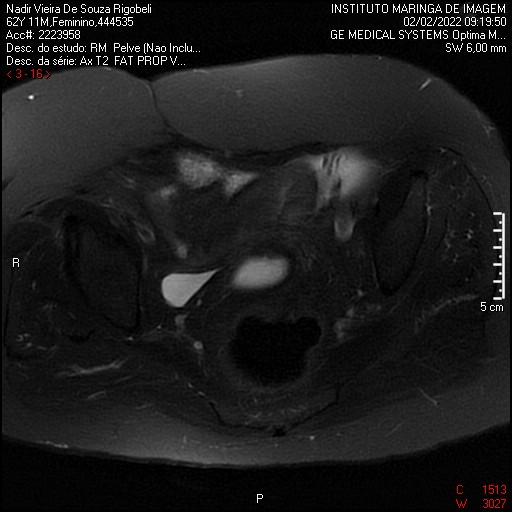 Nadir Vieira De Souza Rigobeli
62Y 11M,Feminino,444535
Acc#: 2223958
Desc. do estudo: RM Pelve (Nao Inclu...
Desc. da série: Ax T2 FAT PROP V...
< 3 - 16 >
INSTITUTO MARINGA DE IMAGEM
02/02/2022 09:19:50
GE MEDICAL SYSTEMS Optima M...
SW 6,00 mm
R
5 cm
P
C 1513
W 3027